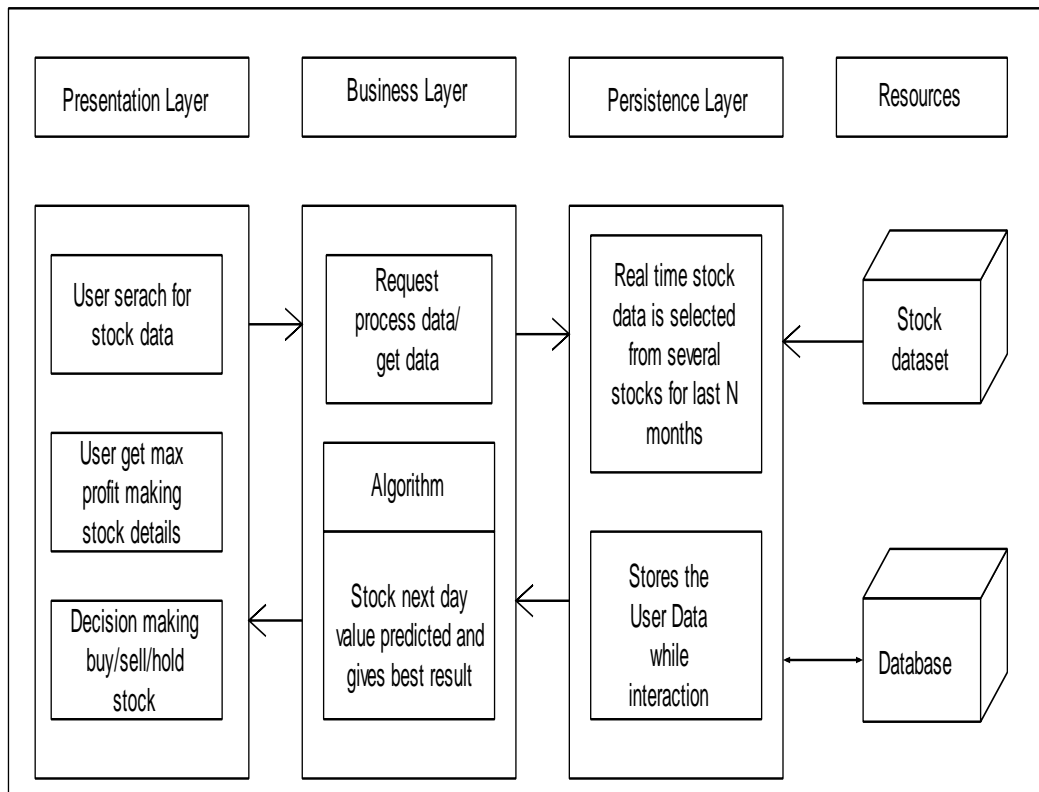 Presentation Layer
Business Layer
Persistence Layer
Resources
User serach for
stock data
User get max
profit making
stock details
Decision making
buy/sell/hold
stock
Request
process data/
get data
Algorithm
Stock next day
value predicted and
gives best result
Real time stock
data is selected
from several
stocks for last N
months
Stores the
User Data
while
interaction
Stock
dataset
Database